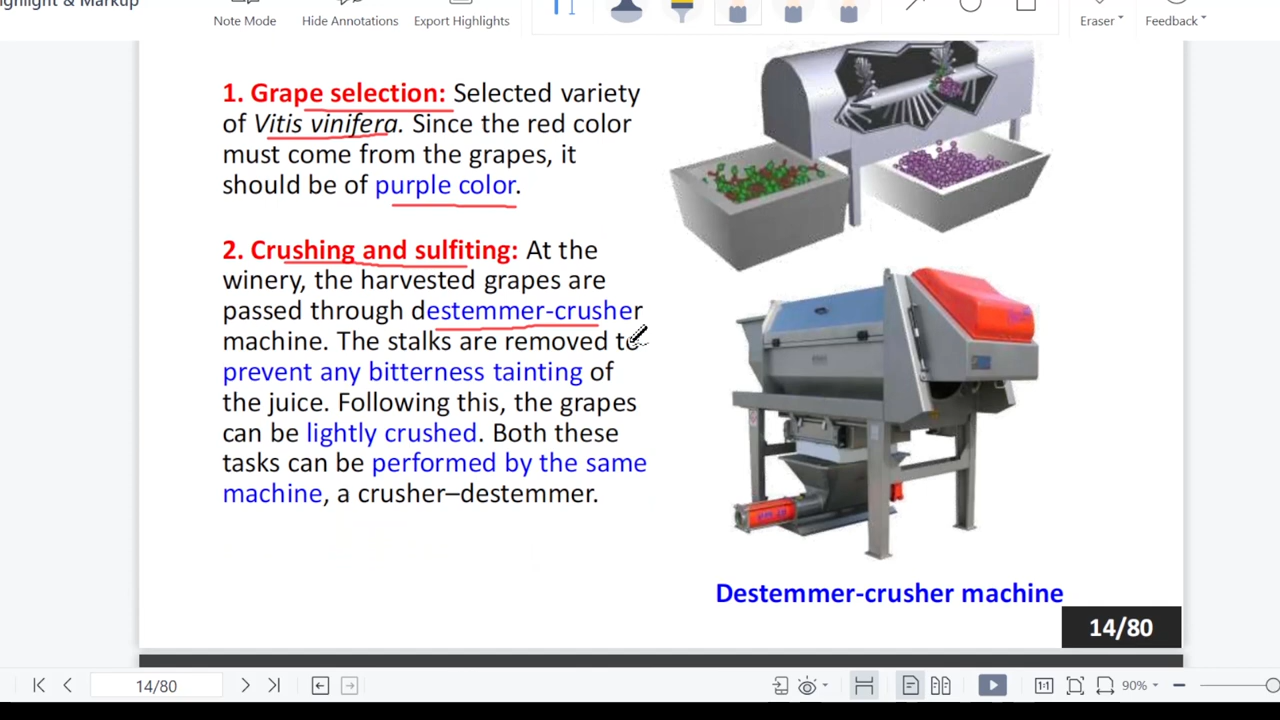 ighlight & Markup
Note Mode
Hide Annotations
Export Highlights
Eraser
Feedback
1. Grape selection: Selected variety
of Vitis vinifera. Since the red color
must come from the grapes, it
should be of purple color.
2. Crushing and sulfiting: At the
winery, the harvested grapes are
passed through destemmer-crusher
machine. The stalks are removed to
prevent any bitterness tainting of
the juice. Following this, the grapes
can be lightly crushed. Both these
tasks can be performed by the same
machine, a crusher–destemmer.
Destemmer-crusher machine
14/80
14/80
1:1
90%